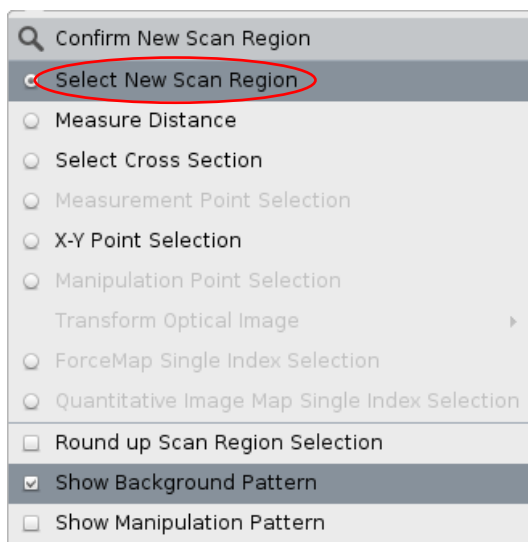 Confirm New Scan Region
Select New Scan Region
Measure Distance
Select Cross Section
Measurement Point Selection
X-Y Point Selection
Manipulation Point Selection
Transform Optical Image
ForceMap Single Index Selection
Quantitative Image Map Single Index Selection
Round up Scan Region Selection
Show Background Pattern
Show Manipulation Pattern